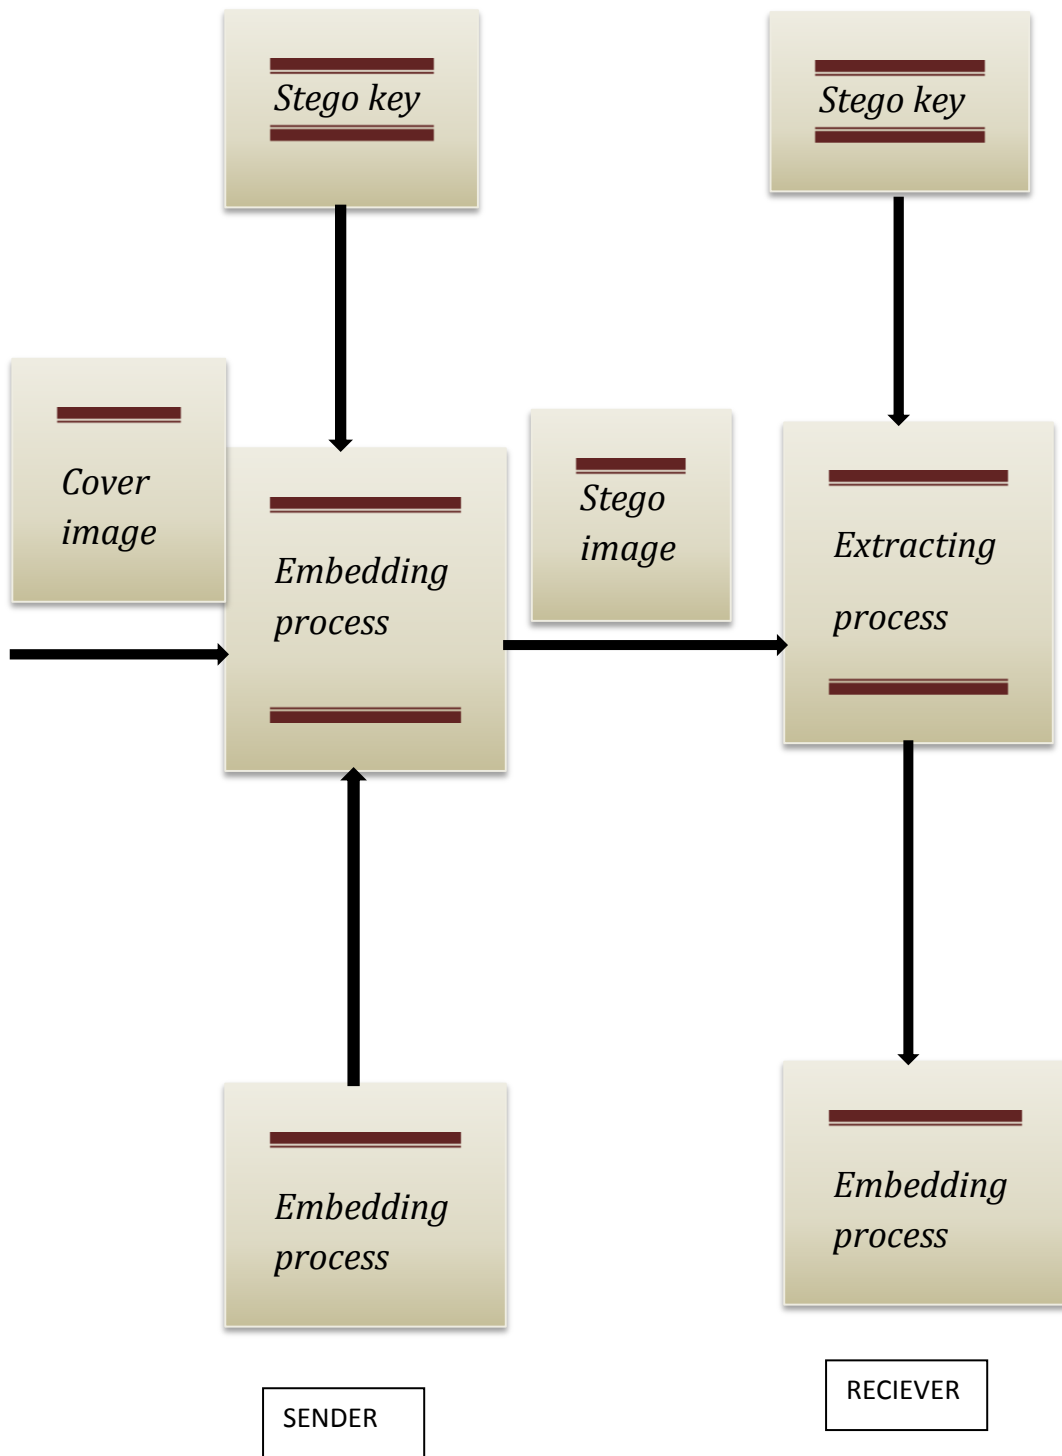 Stego key
Stego key
Cover
image
Embedding
process
Stego
image
Extracting
process
Embedding
process
Embedding
process
SENDER
RECIEVER